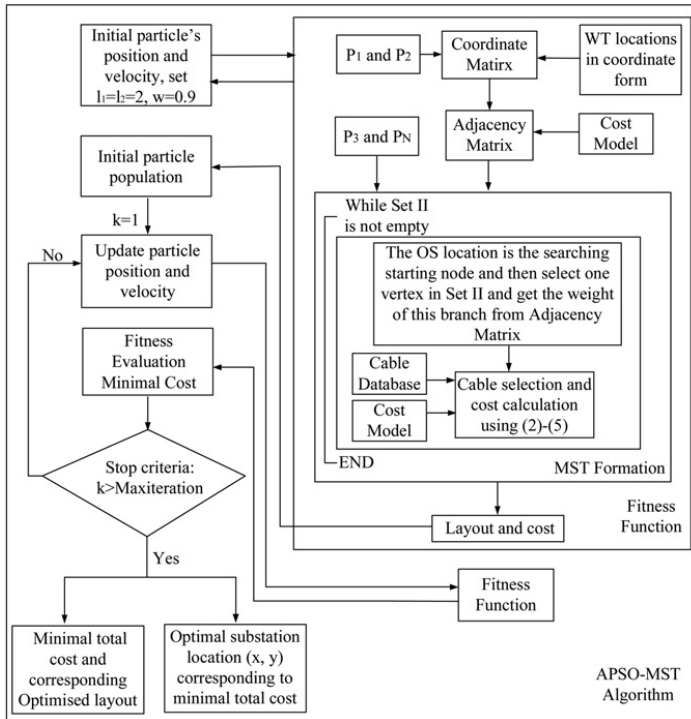 Initial particle's
position and
velocity, set
l₁=l₂=2, w=0.9
P₁ and P₂
Coordinate
Matirx
WT locations
in coordinate
form
P₃ and PN
Adjacency
Matrix
Cost
Model
Initial particle
population
k=1
No
Update particle
position and
velocity
While Set II
is not empty
The OS location is the searching
starting node and then select one
vertex in Set II and get the weight
of this branch from Adjacency
Matrix
Cable
Database
Cost
Model
Cable selection and
cost calculation
using (2)-(5)
END
MST Formation
Fitness
Function
Layout and cost
Fitness
Evaluation
Minimal Cost
Stop criteria:
k>Maxiteration
Yes
Fitness
Function
Minimal total
cost and
corresponding
Optimised layout
Optimal substation
location (x, y)
corresponding to
minimal total cost
APSO-MST
Algorithm